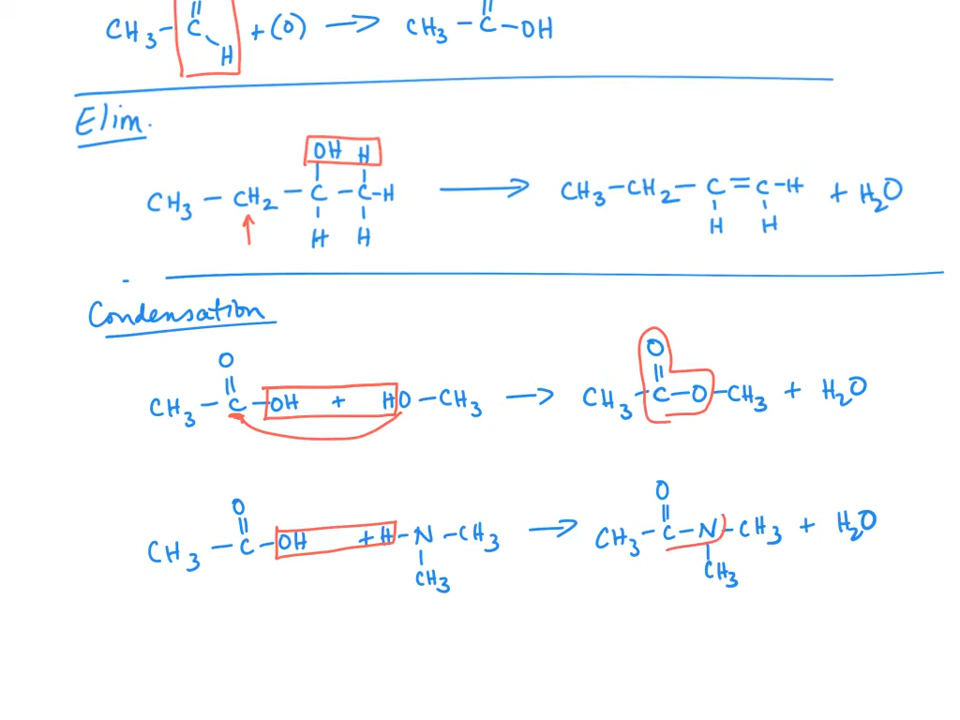 CH3 - C - H + (O) → CH3 - C - OH
Elim.
OH H
CH3 - CH2 - C - C-H → CH3-CH2-C=C-H + H2O
H H H H
Condensation
O O
CH3 - C - OH + HO - CH3 → CH3 - C - O - CH3 + H2O
O O
CH3 - C - OH + H - N - CH3 → CH3 - C - N - CH3 + H2O
CH3 CH3